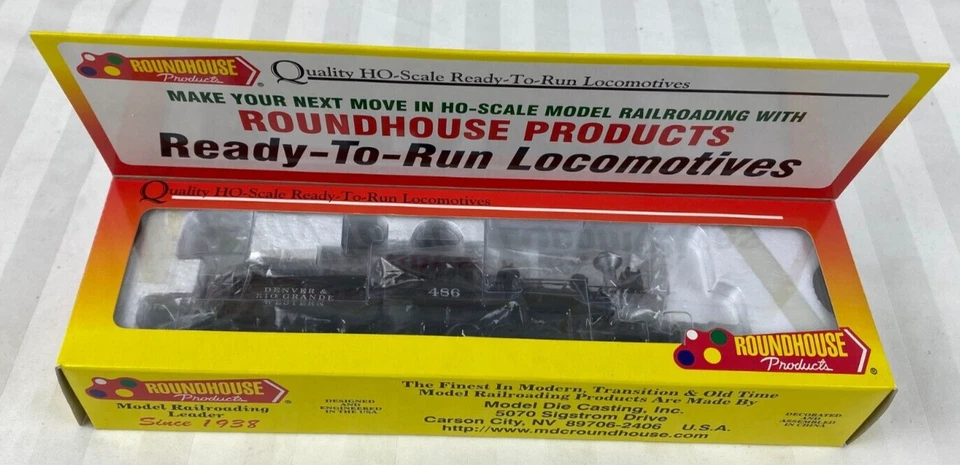 ROUNDHOUSE
Products
Quality HO-Scale Ready-To-Run Locomotives
MAKE YOUR NEXT MOVE IN HO-SCALE MODEL RAILROADING WITH
ROUNDHOUSE PRODUCTS
Ready-To-Run Locomotives
Quality HO-Scale Ready-To-Run Locomotives
DENVER &
RIO GRANDE
WESTERN
486
ROUNDHOUSE
Products
ROUNDHOUSE
Products
Model Railroading
Leader
Since 1938
DESIGNED
AND
ENGINEERED
IN THE USA
The Finest In Modern, Transition & Old Time
Model Railroading Products Are Made By
Model Die Casting, Inc.
5070 Sigstrom Drive
Carson City, NV 89706-2406 U.S.A.
http://www.mdcroundhouse.com
DECORATED
AND
ASSEMBLED
IN CHINA